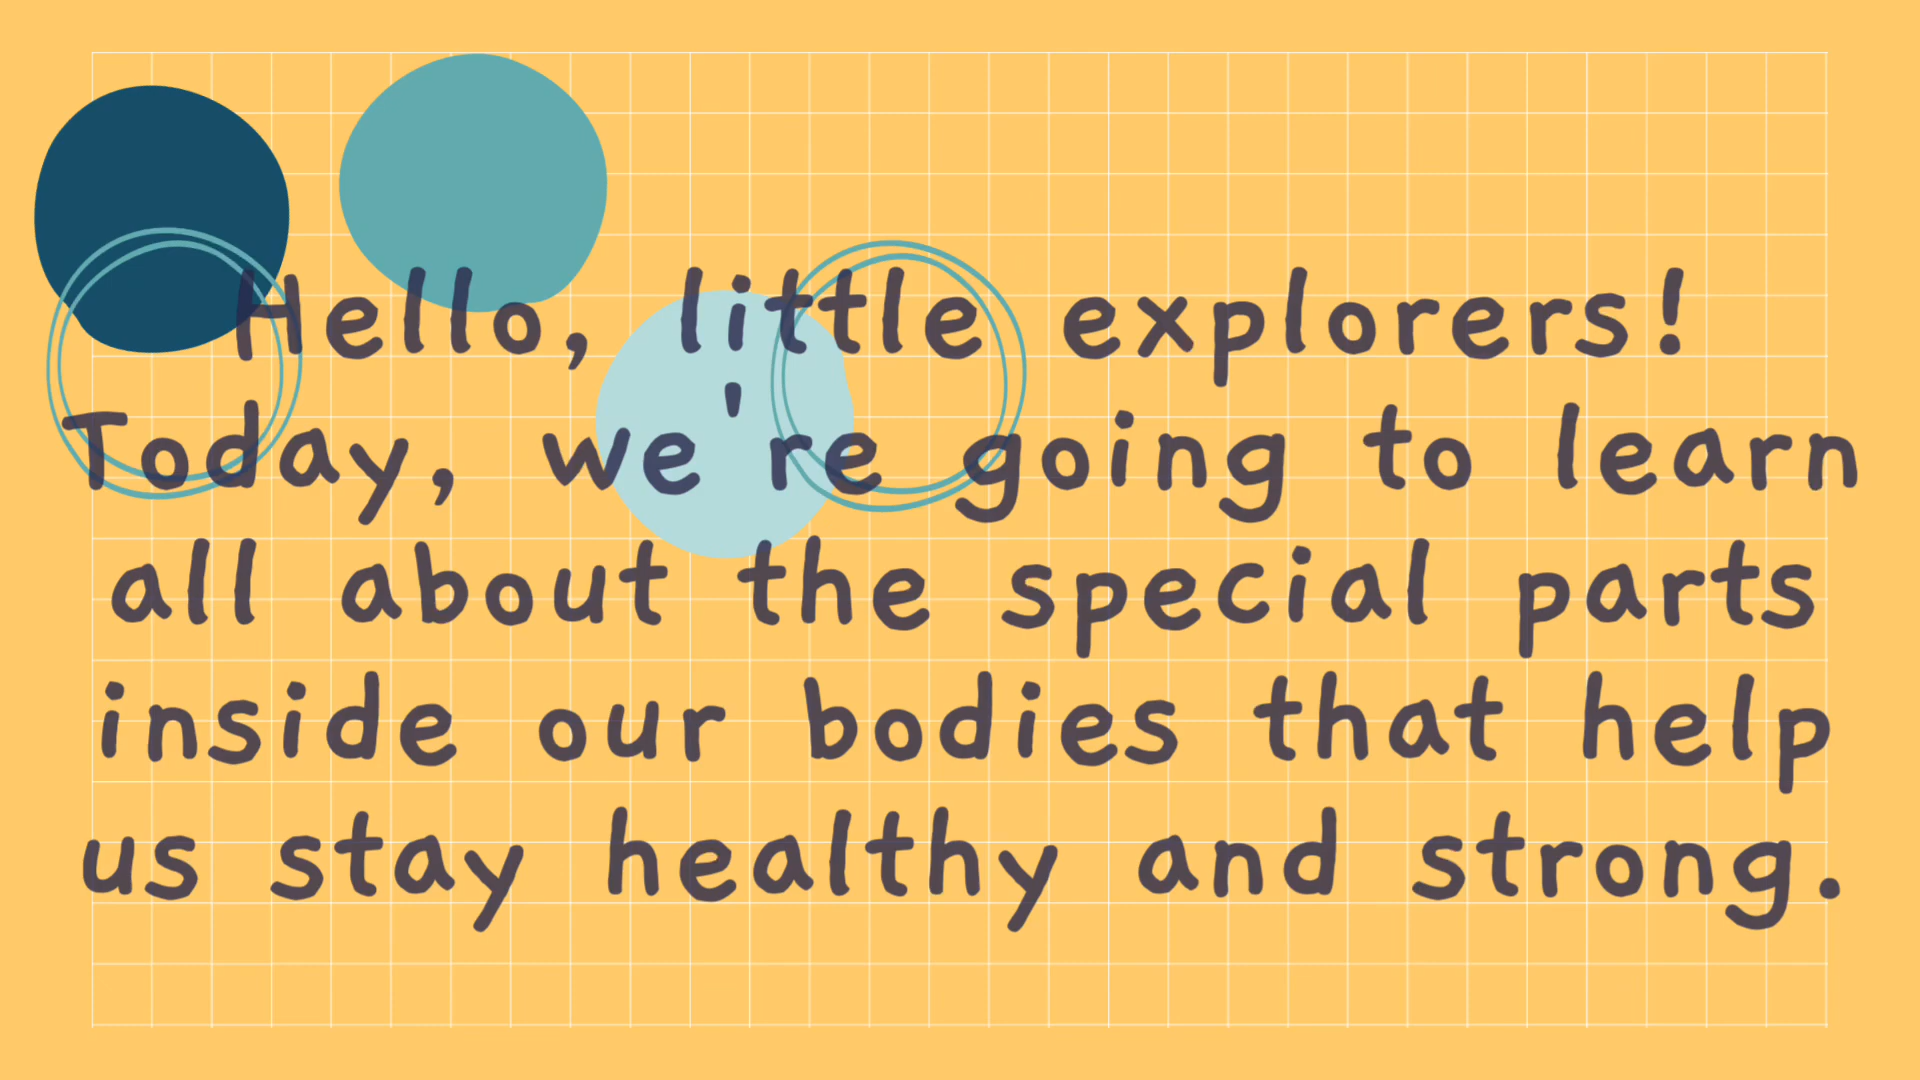 Hello, little explorers!
Today, we're going to learn
all about the special parts
inside our bodies that help
us stay healthy and strong.